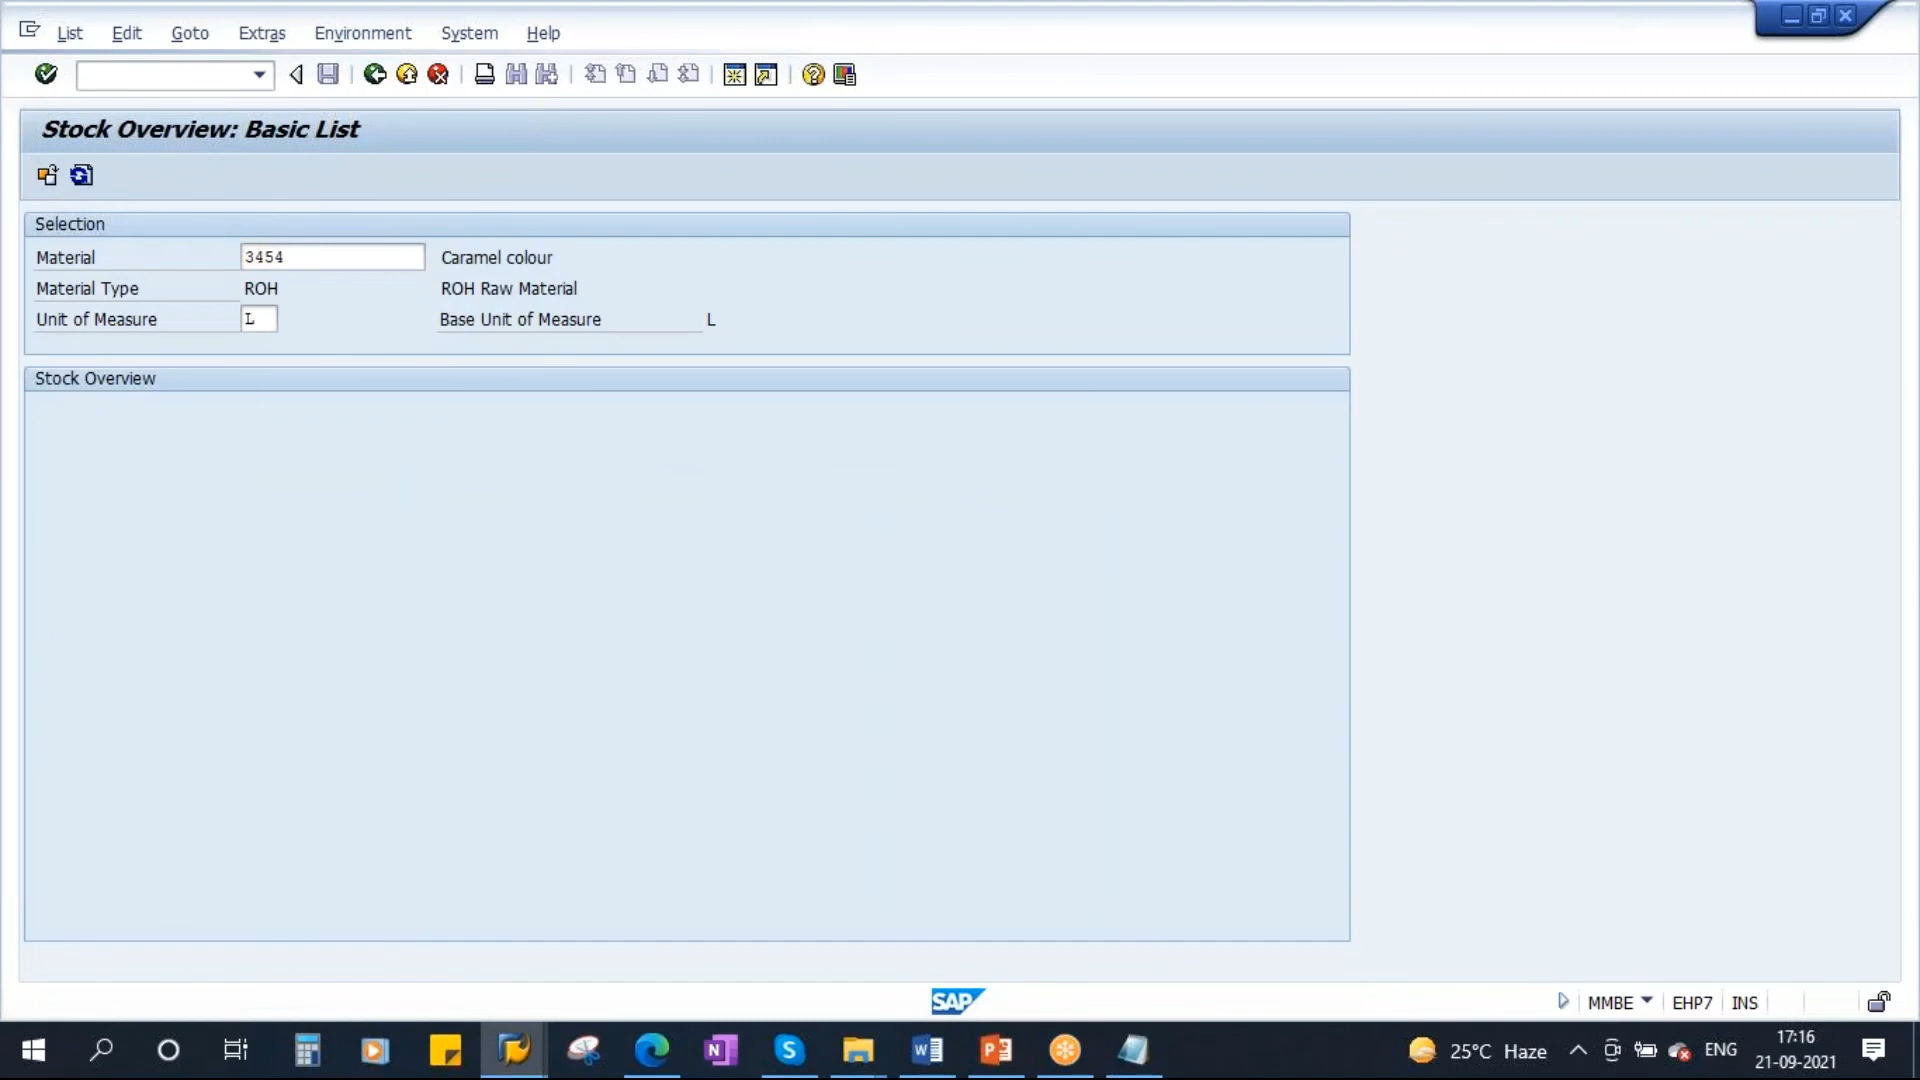 List Edit Goto Extras Environment System Help
Stock Overview: Basic List
Selection
Material 3454 Caramel colour
Material Type ROH ROH Raw Material
Unit of Measure L Base Unit of Measure L
Stock Overview
SAP
MMBE EHP7 INS
25°C Haze ENG 17:16
21-09-2021